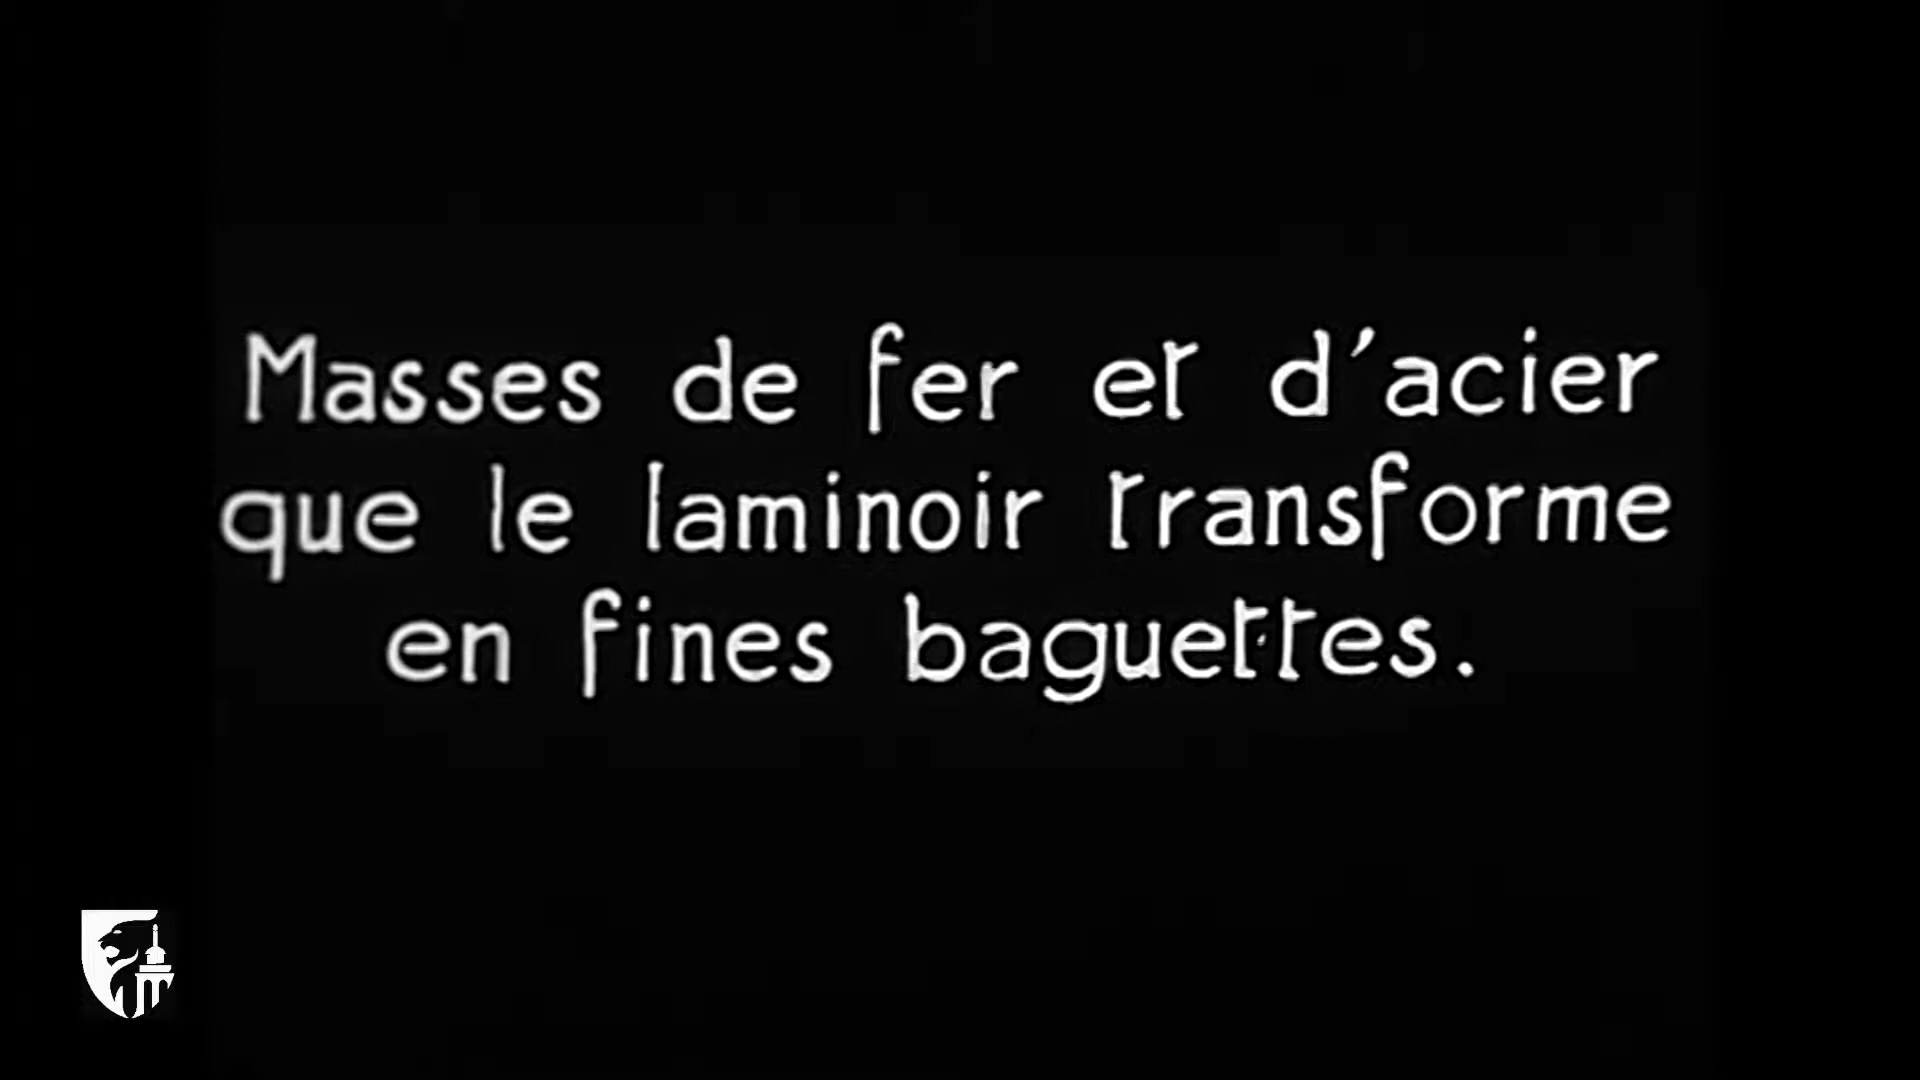 Masses de fer et d'acier
que le laminoir transforme
en fines baguettes.